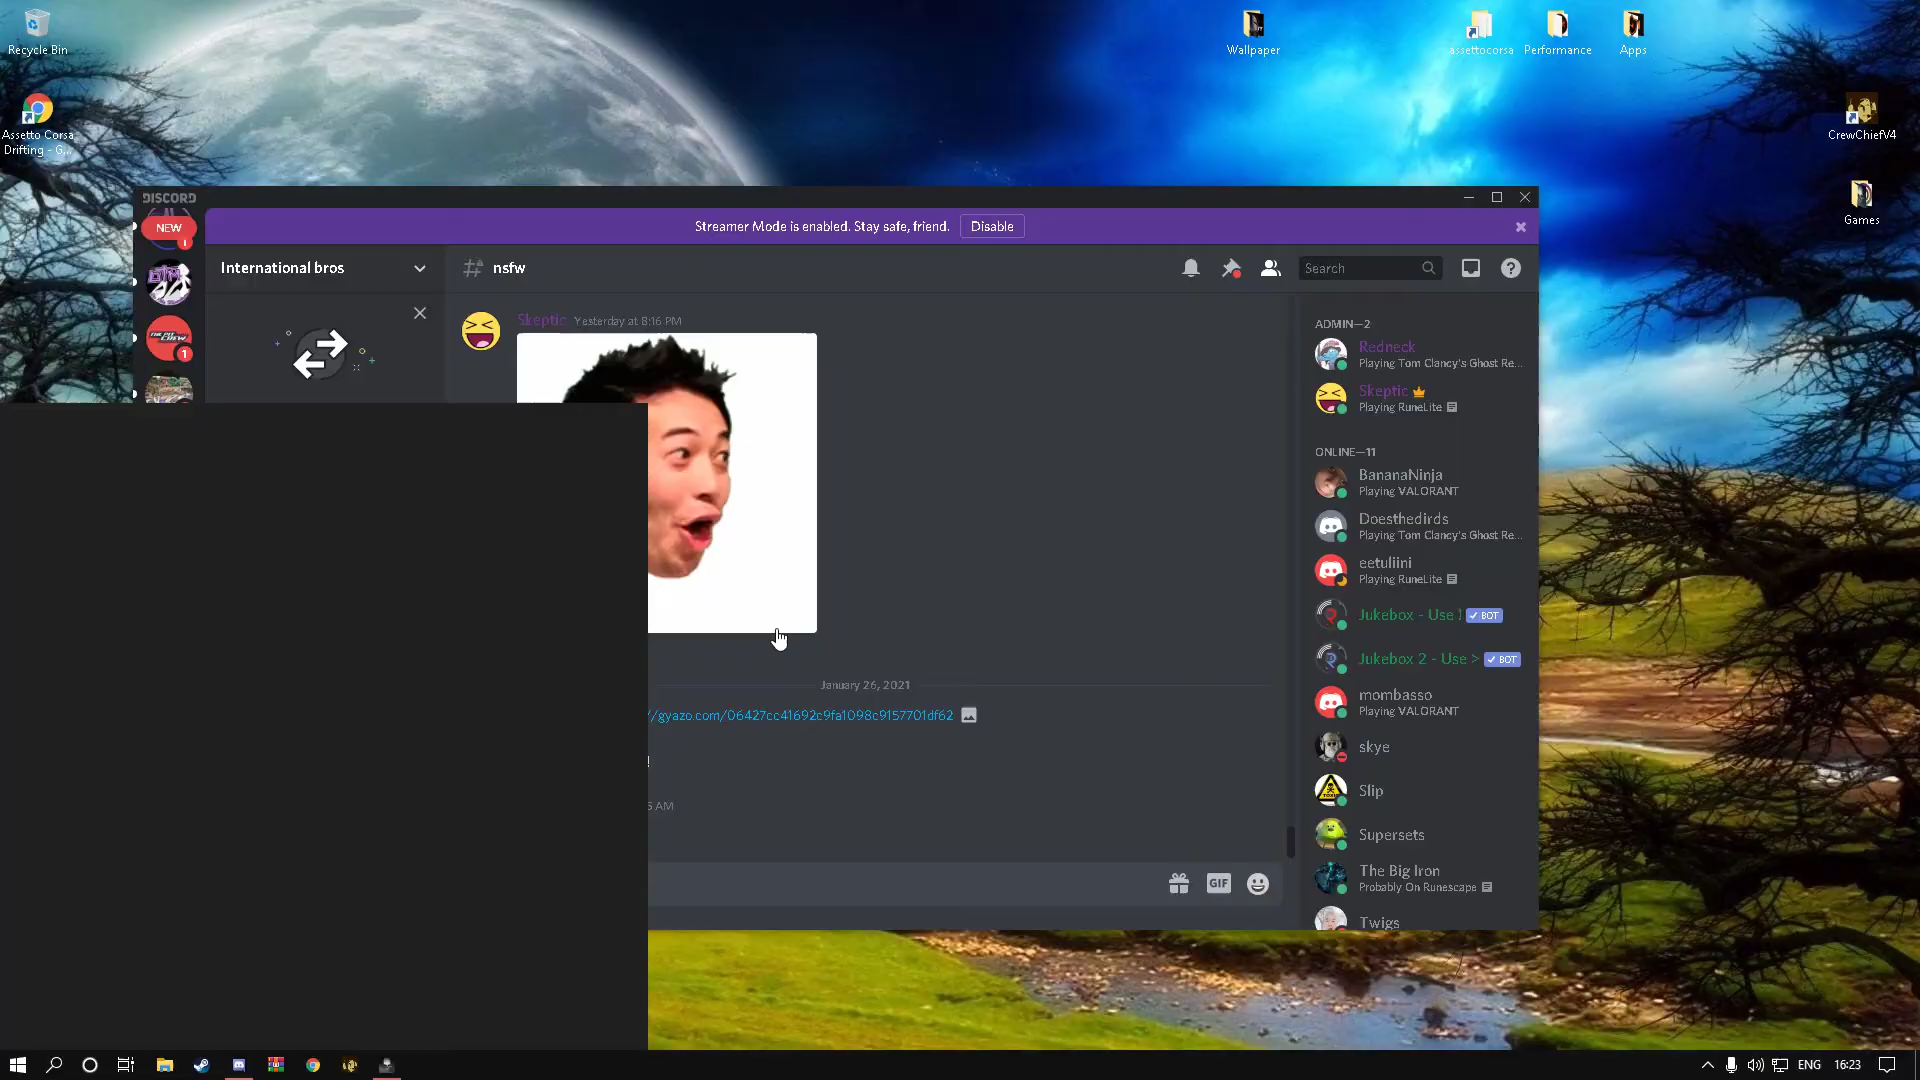 Recycle Bin
Wallpaper
assettocorsa
Performance
Apps
Assetto Corsa
Drifting - G...
CrewChiefV4
Games
DISCORD
NEW
Streamer Mode is enabled. Stay safe, friend.
Disable
International bros
nsfw
Search
Skeptic Yesterday at 8:16 PM
ADMIN—2
Redneck
Playing Tom Clancy's Ghost Re...
Skeptic
Playing RuneLite
ONLINE—11
BananaNinja
Playing VALORANT
Doesthedirds
Playing Tom Clancy's Ghost Re...
eetuliini
Playing RuneLite
Jukebox - Use
BOT
Jukebox 2 - Use >
BOT
mombasso
Playing VALORANT
skye
Slip
Supersets
The Big Iron
Probably On Runescape
Twigs
January 26, 2021
//gyazo.com/06427cc41692c9fa1098c9157701df62
!
5 AM
GIF
ENG
16:23